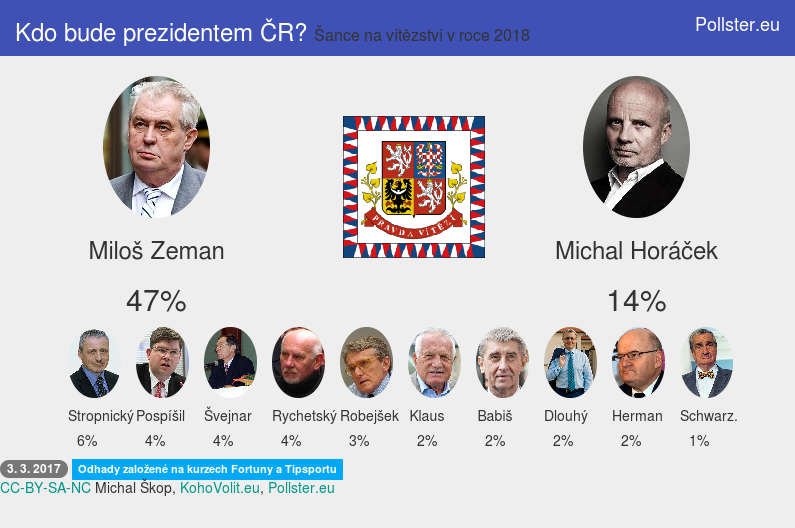 Kdo bude prezidentem ČR? Šance na vítězství v roce 2018
Pollster.eu
PRAVDA VÍTĚZÍ
Miloš Zeman
Michal Horáček
47%
14%
Stropnický Pospíšil Švejnar Rychetský Robejšek Klaus Babiš Dlouhý Herman Schwarz.
6% 4% 4% 4% 3% 2% 2% 2% 2% 1%
3. 3. 2017 Odhady založené na kurzech Fortuny a Tipsportu
CC-BY-SA-NC Michal Škop, KohoVolit.eu, Pollster.eu